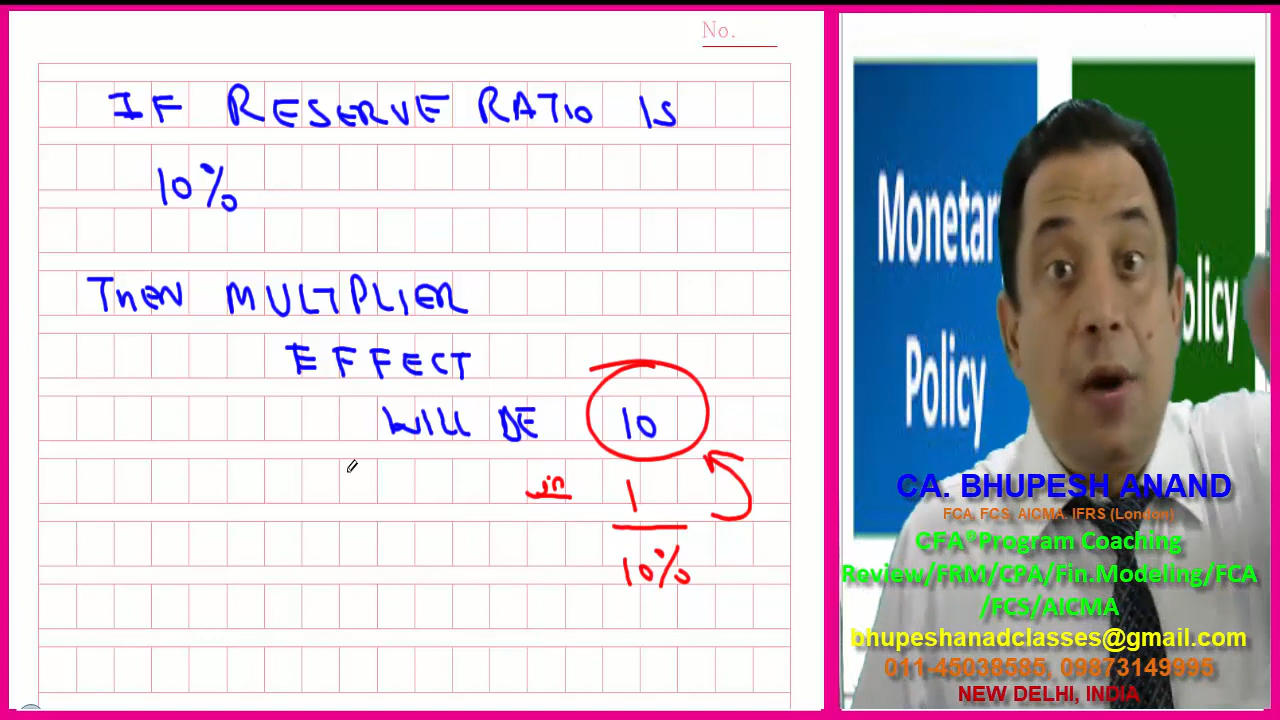 No.
IF RESERVE RATIO IS
10%
THEN MULTPLIER
EFFECT
WILL BE 10
in 1
10%
Monetar
Policy
olicy
CA. BHUPESH ANAND
FCA, FCS, AICMA, IFRS (London)
CFA®Program Coaching
Review/FRM/CPA/Fin.Modeling/FCA
/FCS/AICMA
bhupeshanadclasses@gmail.com
011-45038585, 09873149995
NEW DELHI, INDIA